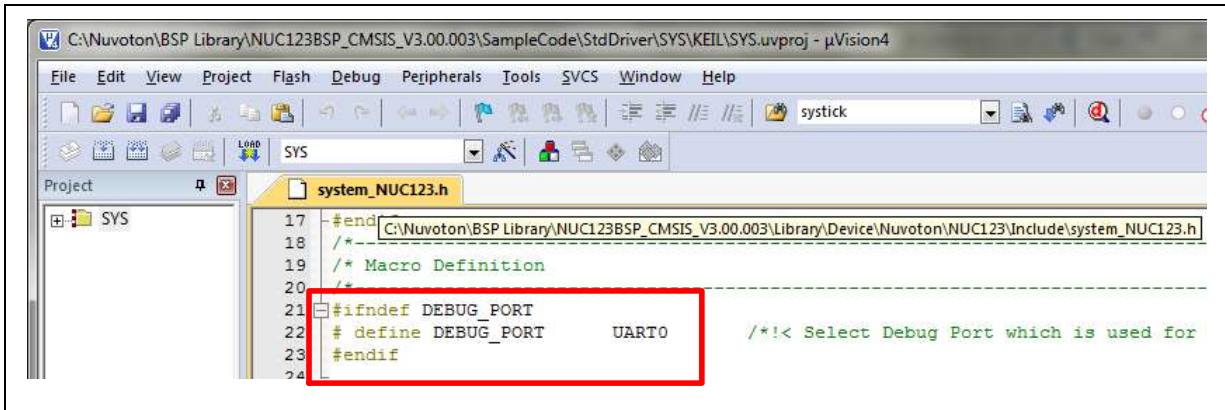 C:\Nuvoton\BSP Library\NUC123BSP_CMSIS_V3.00.003\SampleCode\StdDriver\SYS\KEIL\SYS.uvproj - µVision4
File Edit View Project Flash Debug Peripherals Tools SVCS Window Help
systick
LOAD SYS
Project system_NUC123.h
SYS
17 #end
C:\Nuvoton\BSP Library\NUC123BSP_CMSIS_V3.00.003\Library\Device\Nuvoton\NUC123\Include\system_NUC123.h
18 /*---------------------------------------------------------------------------
19 /* Macro Definition
20 /*---------------------------------------------------------------------------
21 #ifndef DEBUG_PORT
22 # define DEBUG_PORT UART0 /*!< Select Debug Port which is used for
23 #endif
24